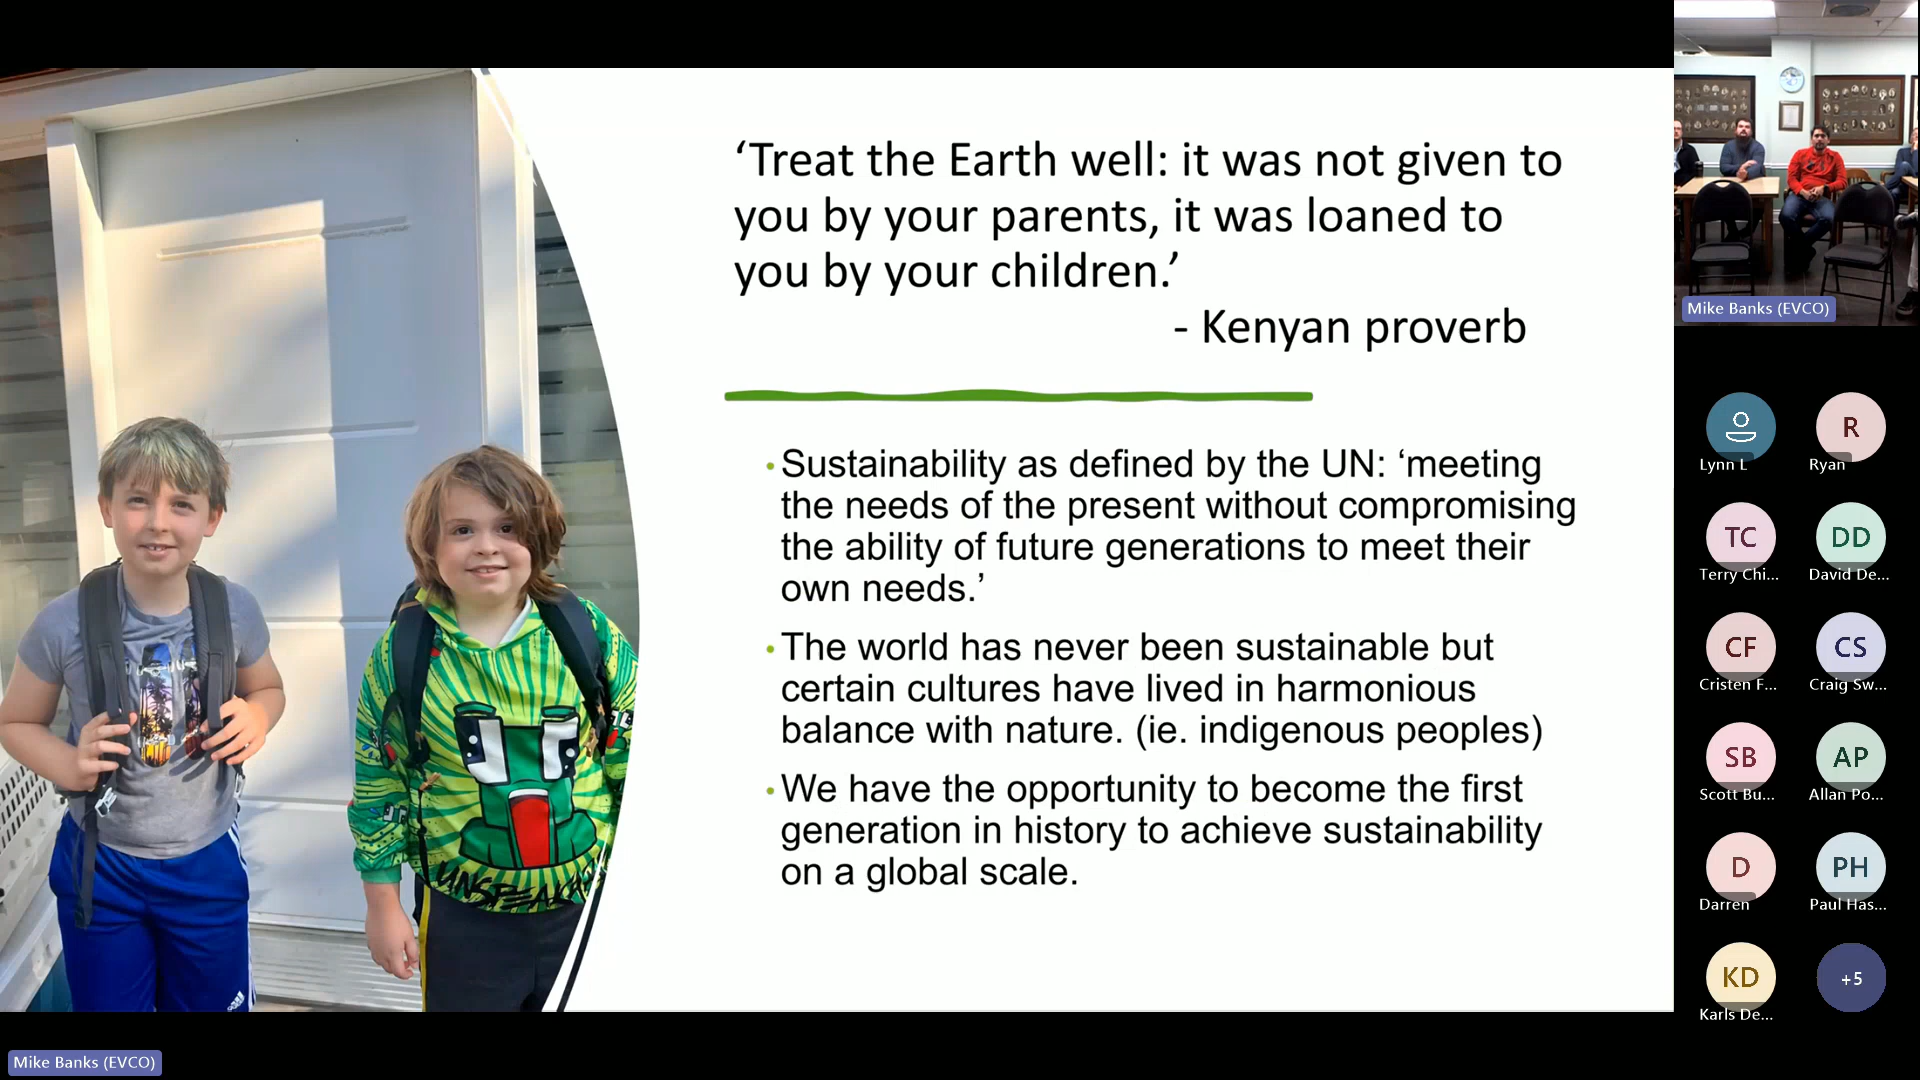 ‘Treat the Earth well: it was not given to
you by your parents, it was loaned to
you by your children.’
- Kenyan proverb
• Sustainability as defined by the UN: ‘meeting
the needs of the present without compromising
the ability of future generations to meet their
own needs.’
• The world has never been sustainable but
certain cultures have lived in harmonious
balance with nature. (ie. indigenous peoples)
• We have the opportunity to become the first
generation in history to achieve sustainability
on a global scale.
Mike Banks (EVCO)
Lynn L
R
Ryan
TC
Terry Chi...
DD
David De...
CF
Cristen F...
CS
Craig Sw...
SB
Scott Bu...
AP
Allan Po...
D
Darren
PH
Paul Has...
KD
Karls De...
+5
Mike Banks (EVCO)